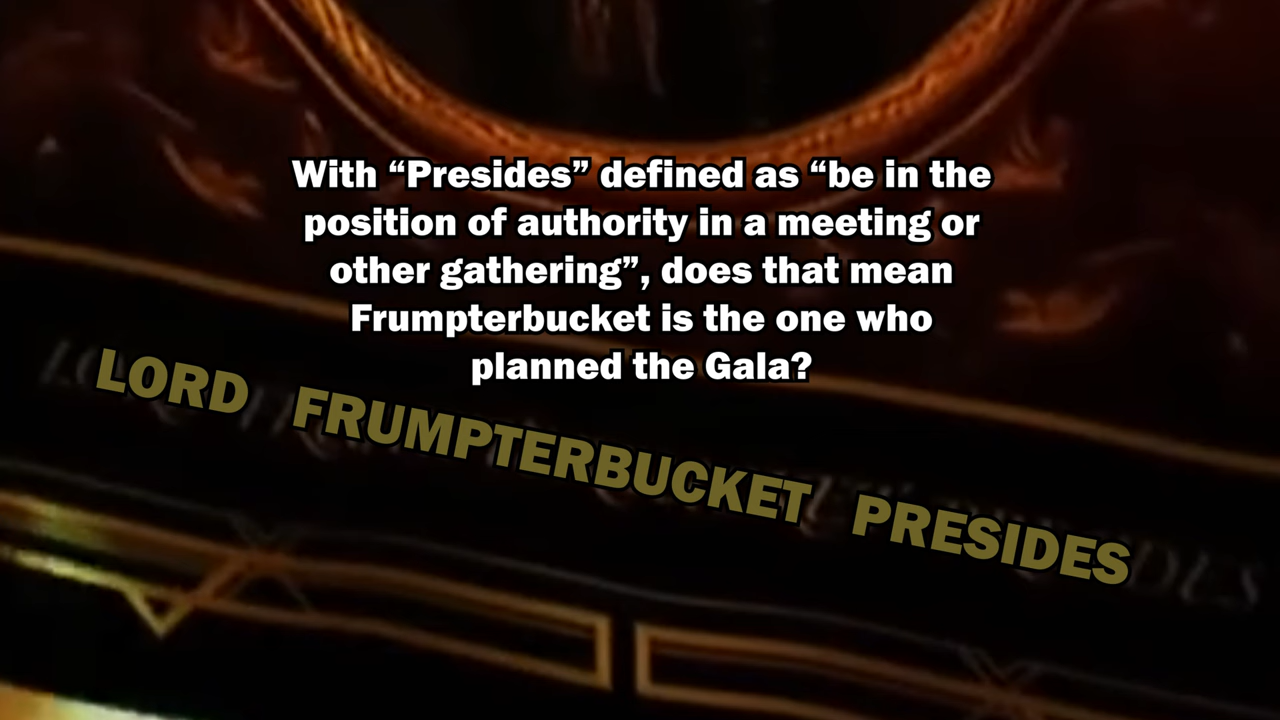 With “Presides” defined as “be in the
position of authority in a meeting or
other gathering”, does that mean
Frumpterbucket is the one who
planned the Gala?
LORD FRUMPTERBUCKET PRESIDES